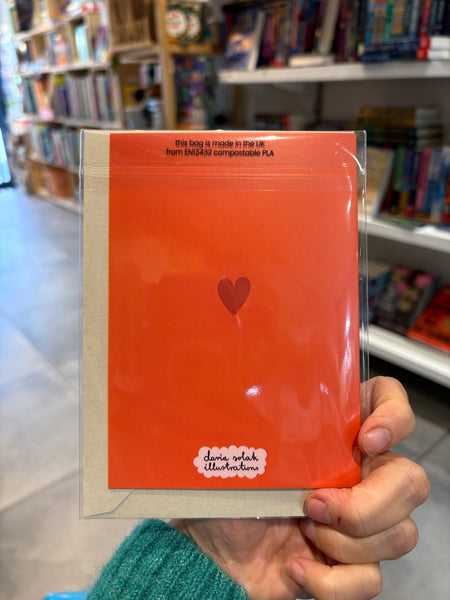 this bag is made in the UK
from EN13432 compostable PLA
daria solak
illustrations